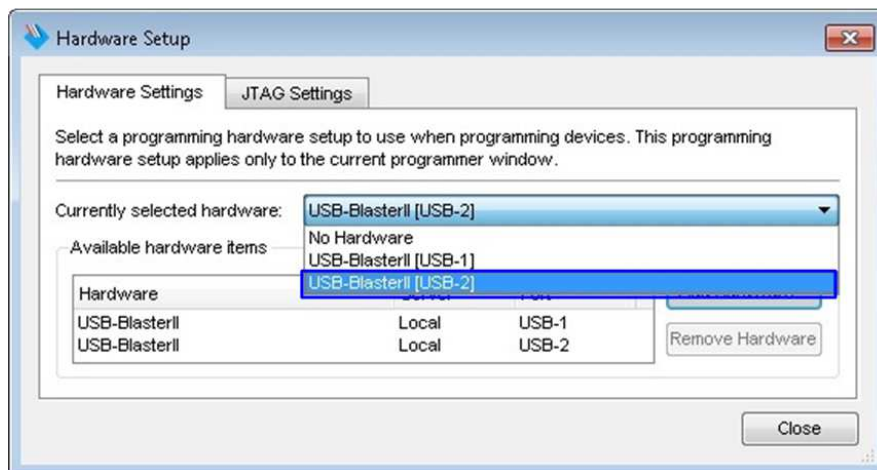 Hardware Setup
Hardware Settings
JTAG Settings
Select a programming hardware setup to use when programming devices. This programming
hardware setup applies only to the current programmer window.
Currently selected hardware:
USB-BlasterII [USB-2]
No Hardware
USB-BlasterII [USB-1]
USB-BlasterII [USB-2]
Available hardware items
Hardware
USB-BlasterII Local USB-1
USB-BlasterII Local USB-2
Remove Hardware
Close